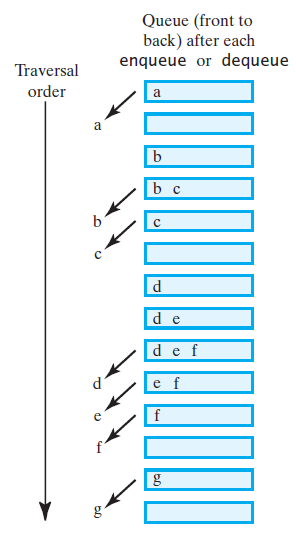 Queue (front to
back) after each
enqueue or dequeue
Traversal
order
a
a
b
b c
b
c
c
d
d e
d e f
d
e f
e
f
f
g
g